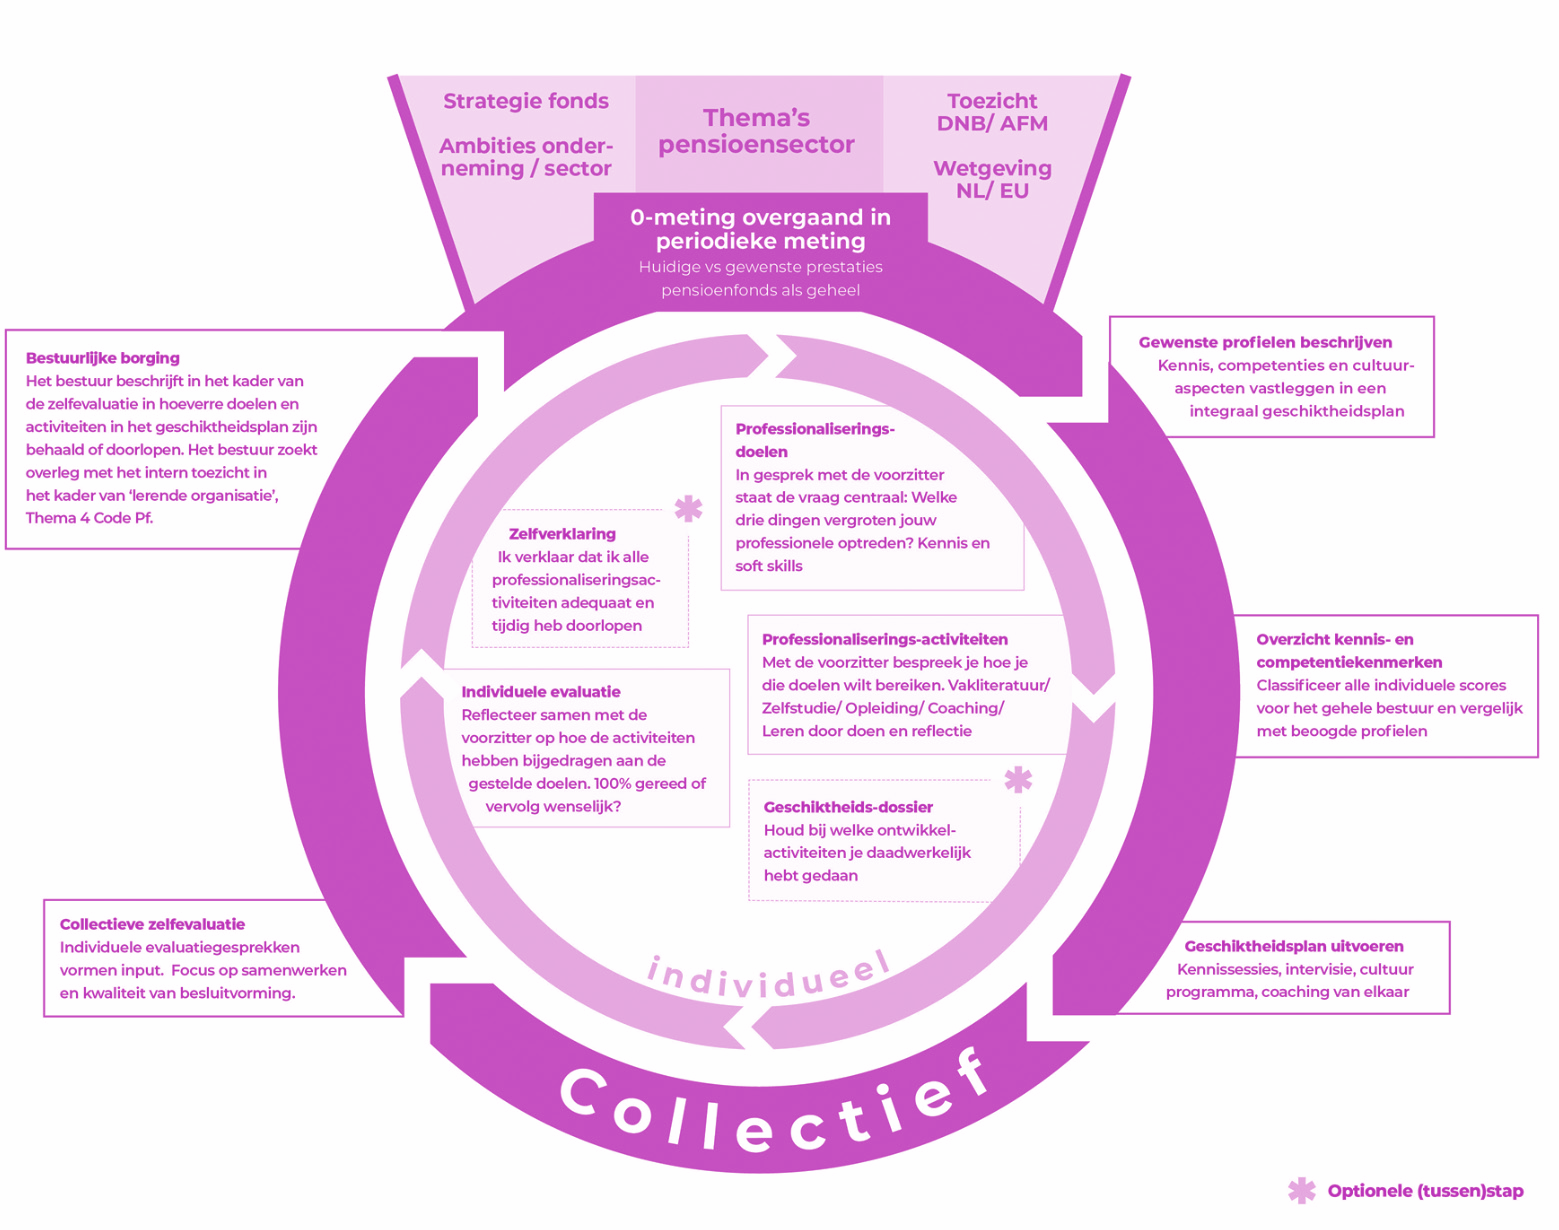 Strategie fonds
Ambities onder-
neming / sector
Thema’s
pensioensector
Toezicht
DNB/ AFM
Wetgeving
NL/ EU
0-meting overgaand in
periodieke meting
Huidige vs gewenste prestaties
pensioenfonds als geheel
Gewenste profielen beschrijven
Kennis, competenties en cultuur-
aspecten vastleggen in een
integraal geschiktheidsplan
Overzicht kennis- en
competentiekenmerken
Classificeer alle individuele scores
voor het gehele bestuur en vergelijk
met beoogde profielen
Geschiktheidsplan uitvoeren
Kennissessies, intervisie, cultuur
programma, coaching van elkaar
Collectieve zelfevaluatie
Individuele evaluatiegesprekken
vormen input.  Focus op samenwerken
en kwaliteit van besluitvorming.
Bestuurlijke borging
Het bestuur beschrijft in het kader van
de zelfevaluatie in hoeverre doelen en
activiteiten in het geschiktheidsplan zijn
behaald of doorlopen. Het bestuur zoekt
overleg met het intern toezicht in
het kader van ‘lerende organisatie’,
Thema 4 Code Pf.
Professionaliserings-
doelen
In gesprek met de voorzitter
staat de vraag centraal: Welke
drie dingen vergroten jouw
professionele optreden? Kennis en
soft skills
Professionaliserings-activiteiten
Met de voorzitter bespreek je hoe je
die doelen wilt bereiken. Vakliteratuur/
Zelfstudie/ Opleiding/ Coaching/
Leren door doen en reflectie
Geschiktheids-dossier
Houd bij welke ontwikkel-
activiteiten je daadwerkelijk
hebt gedaan
Individuele evaluatie
Reflecteer samen met de
voorzitter op hoe de activiteiten
hebben bijgedragen aan de
gestelde doelen. 100% gereed of
vervolg wenselijk?
Zelfverklaring
Ik verklaar dat ik alle
professionaliseringsac-
tiviteiten adequaat en
tijdig heb doorlopen
individueel
Collectief
Optionele (tussen)stap